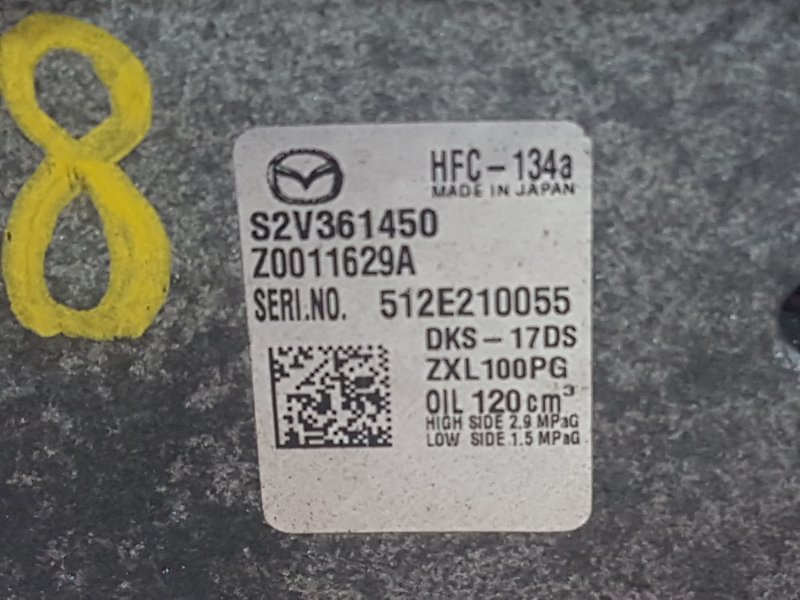 8
HFC-134a
MADE IN JAPAN
S2V361450
Z0011629A
SERI.NO. 512E210055
DKS-17DS
ZXL100PG
OIL 120cm³
HIGH SIDE 2.9 MPaG
LOW SIDE 1.5 MPaG